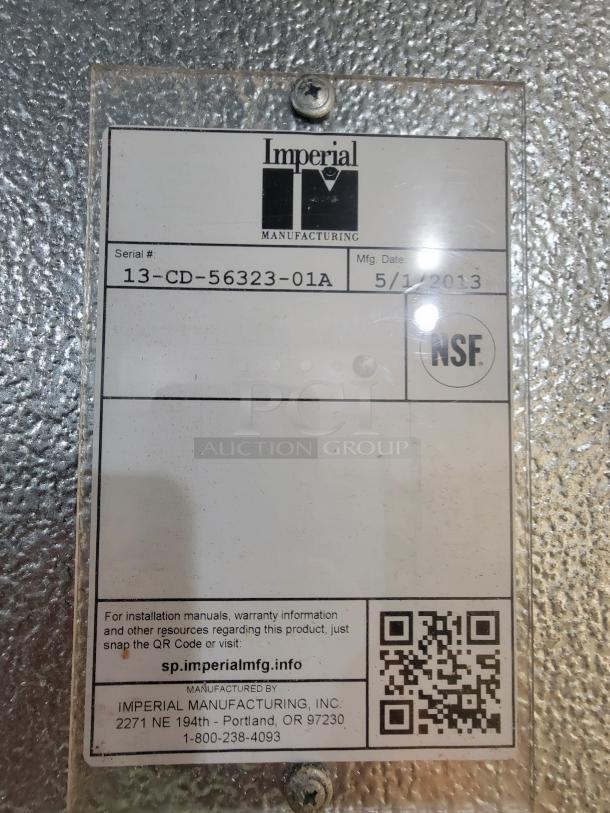 Imperial
MANUFACTURING
Serial #:
13-CD-56323-01A
Mfg. Date:
5/1/2013
NSF®
PCI
AUCTION GROUP
For installation manuals, warranty information
and other resources regarding this product, just
snap the QR Code or visit:
sp.imperialmfg.info
MANUFACTURED BY
IMPERIAL MANUFACTURING, INC.
2271 NE 194th - Portland, OR 97230
1-800-238-4093